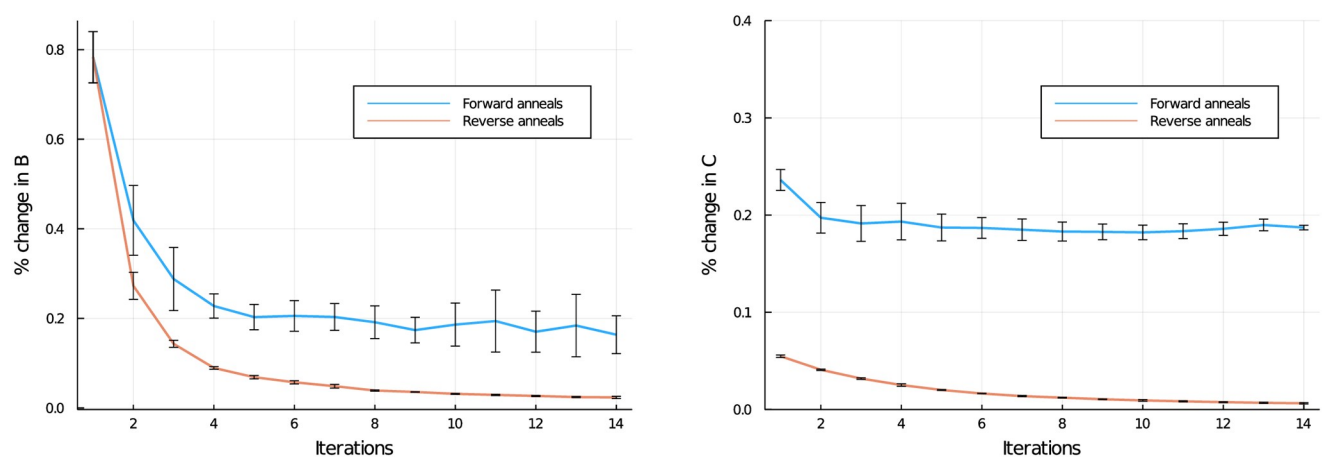 0.8
0.6
0.4
0.2
0.0
% change in B
Forward anneals
Reverse anneals
2 4 6 8 10 12 14
Iterations
0.4
0.3
0.2
0.1
0.0
% change in C
Forward anneals
Reverse anneals
2 4 6 8 10 12 14
Iterations